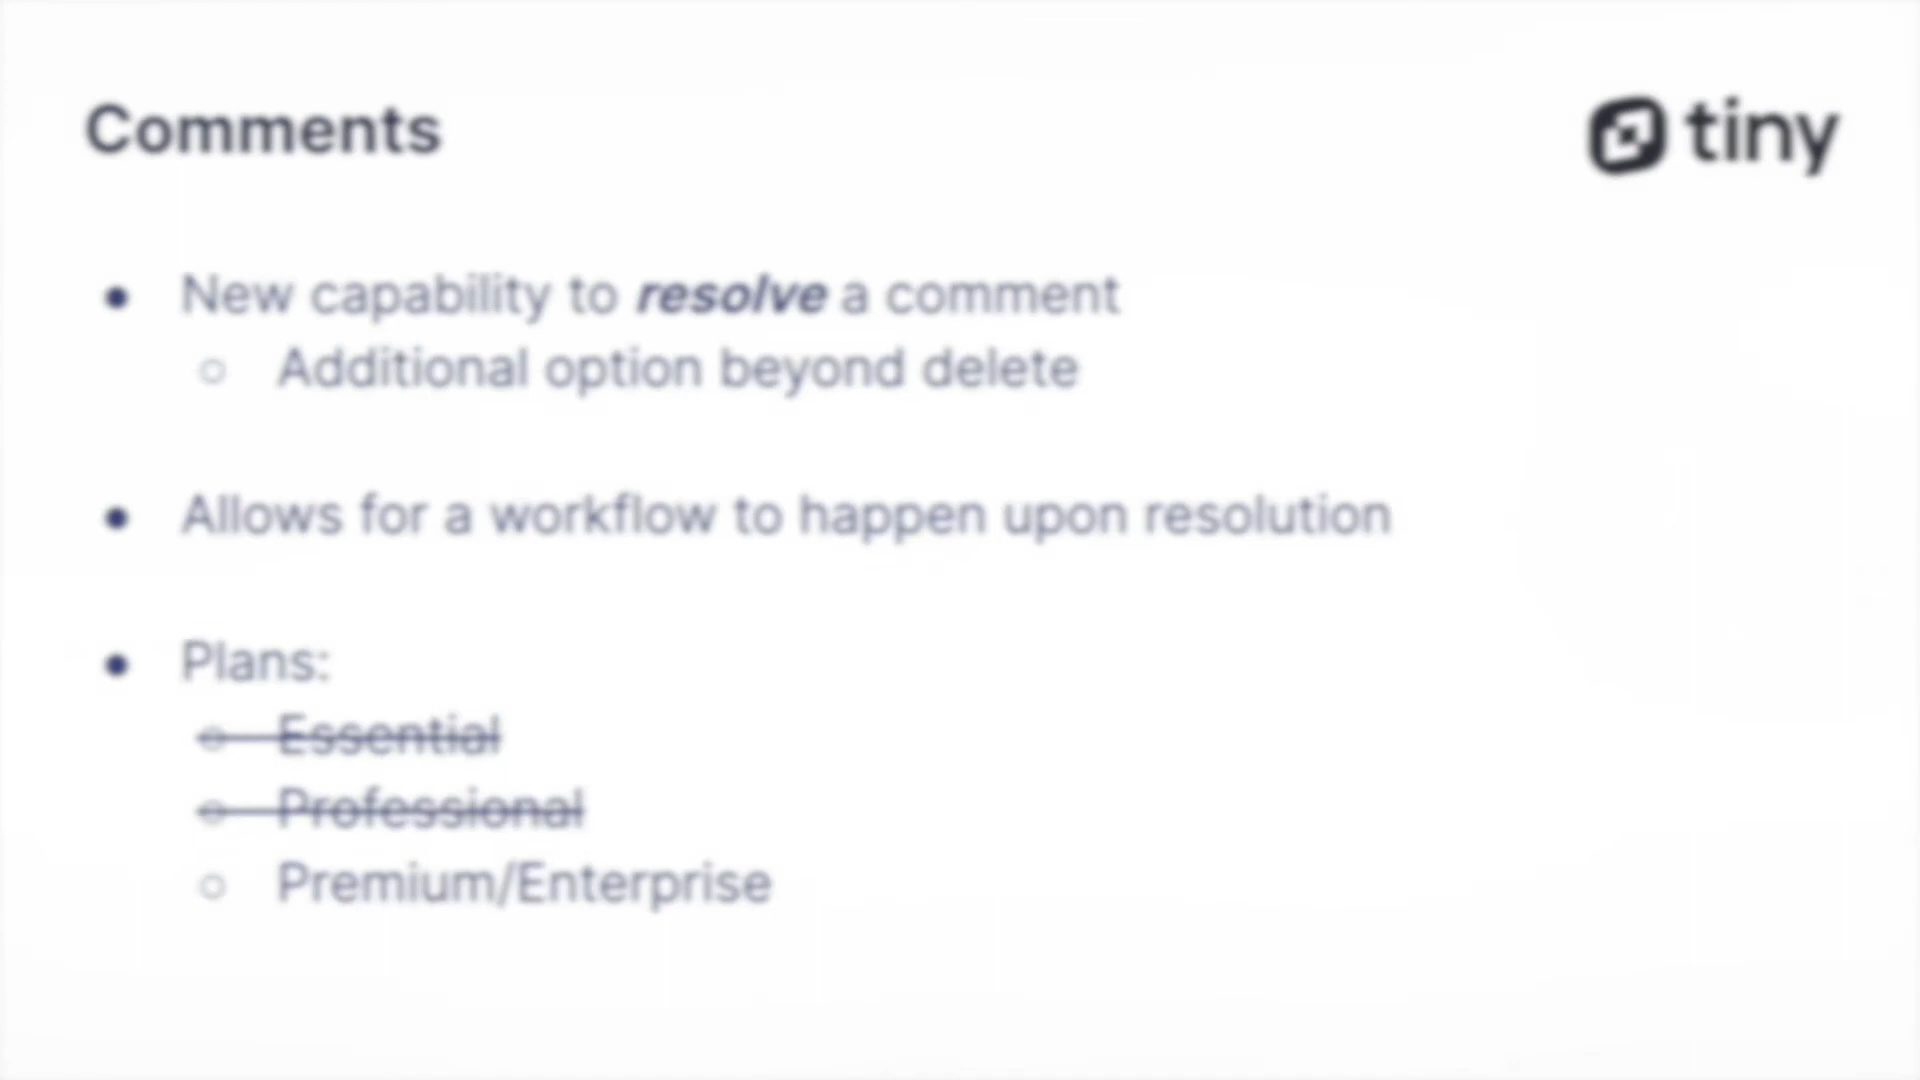 Comments
tiny
● New capability to resolve a comment
○ Additional option beyond delete
● Allows for a workflow to happen upon resolution
● Plans:
○ Essential
○ Professional
○ Premium/Enterprise